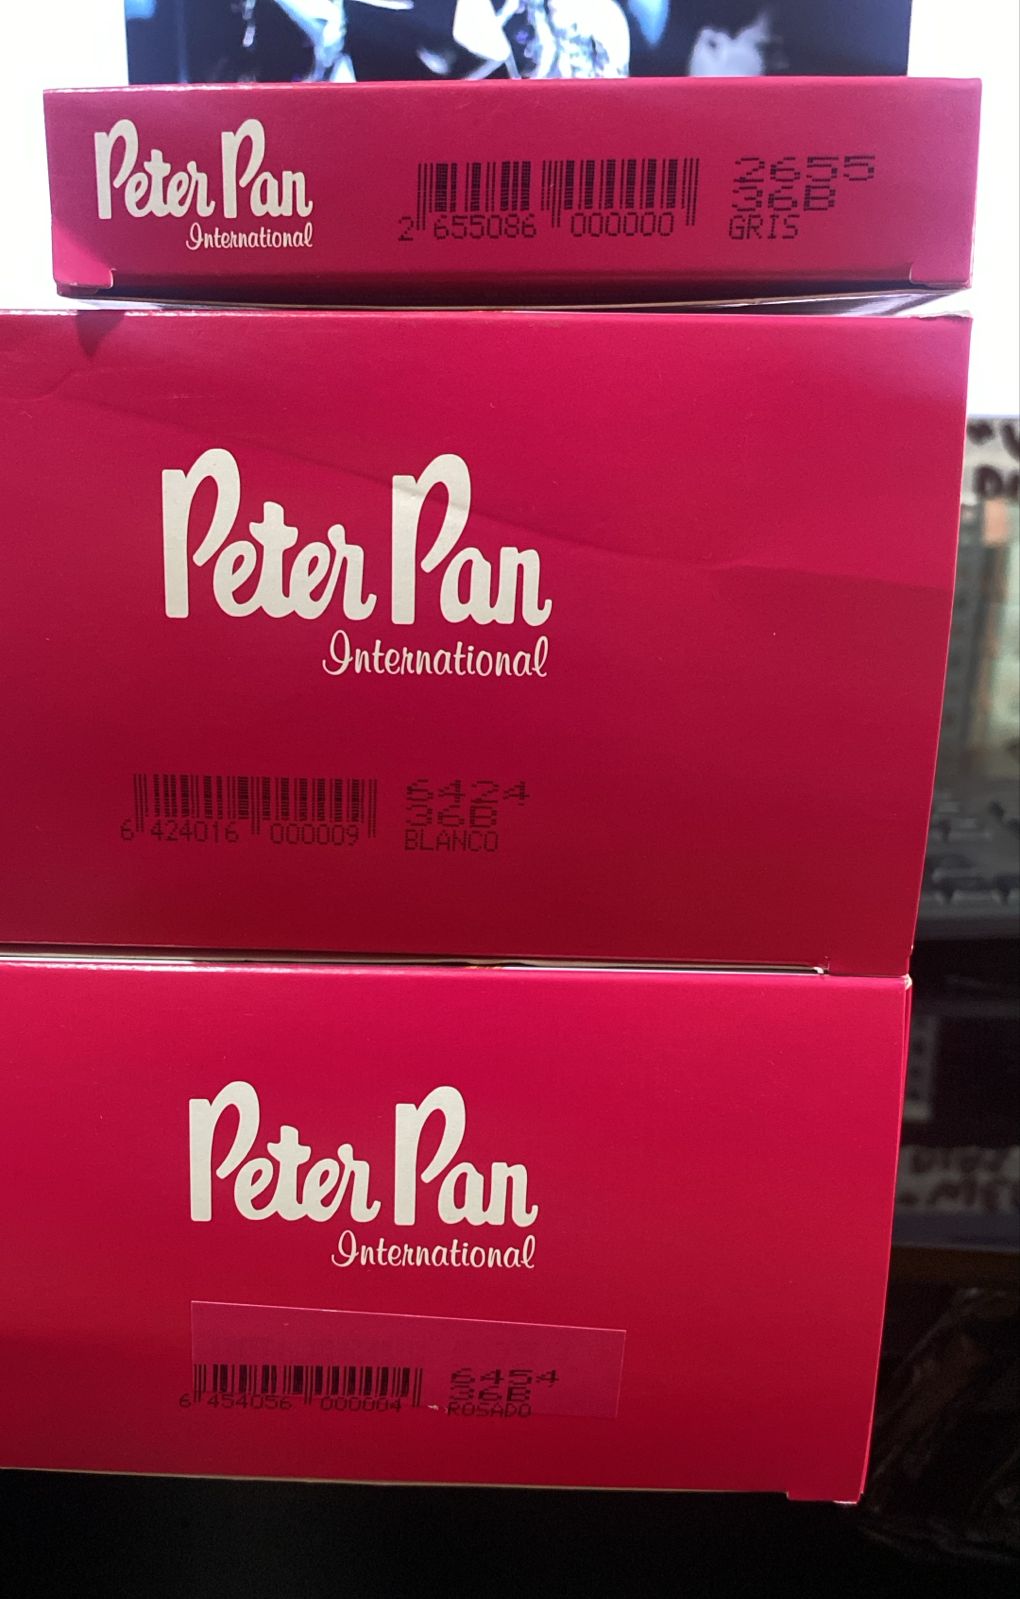 Peter Pan
International
2 655086 000000
2655
36B
GRIS
Peter Pan
International
6 424016 000009
6424
36B
BLANCO
Peter Pan
International
6 454056 000004
6454
36B
ROSADO